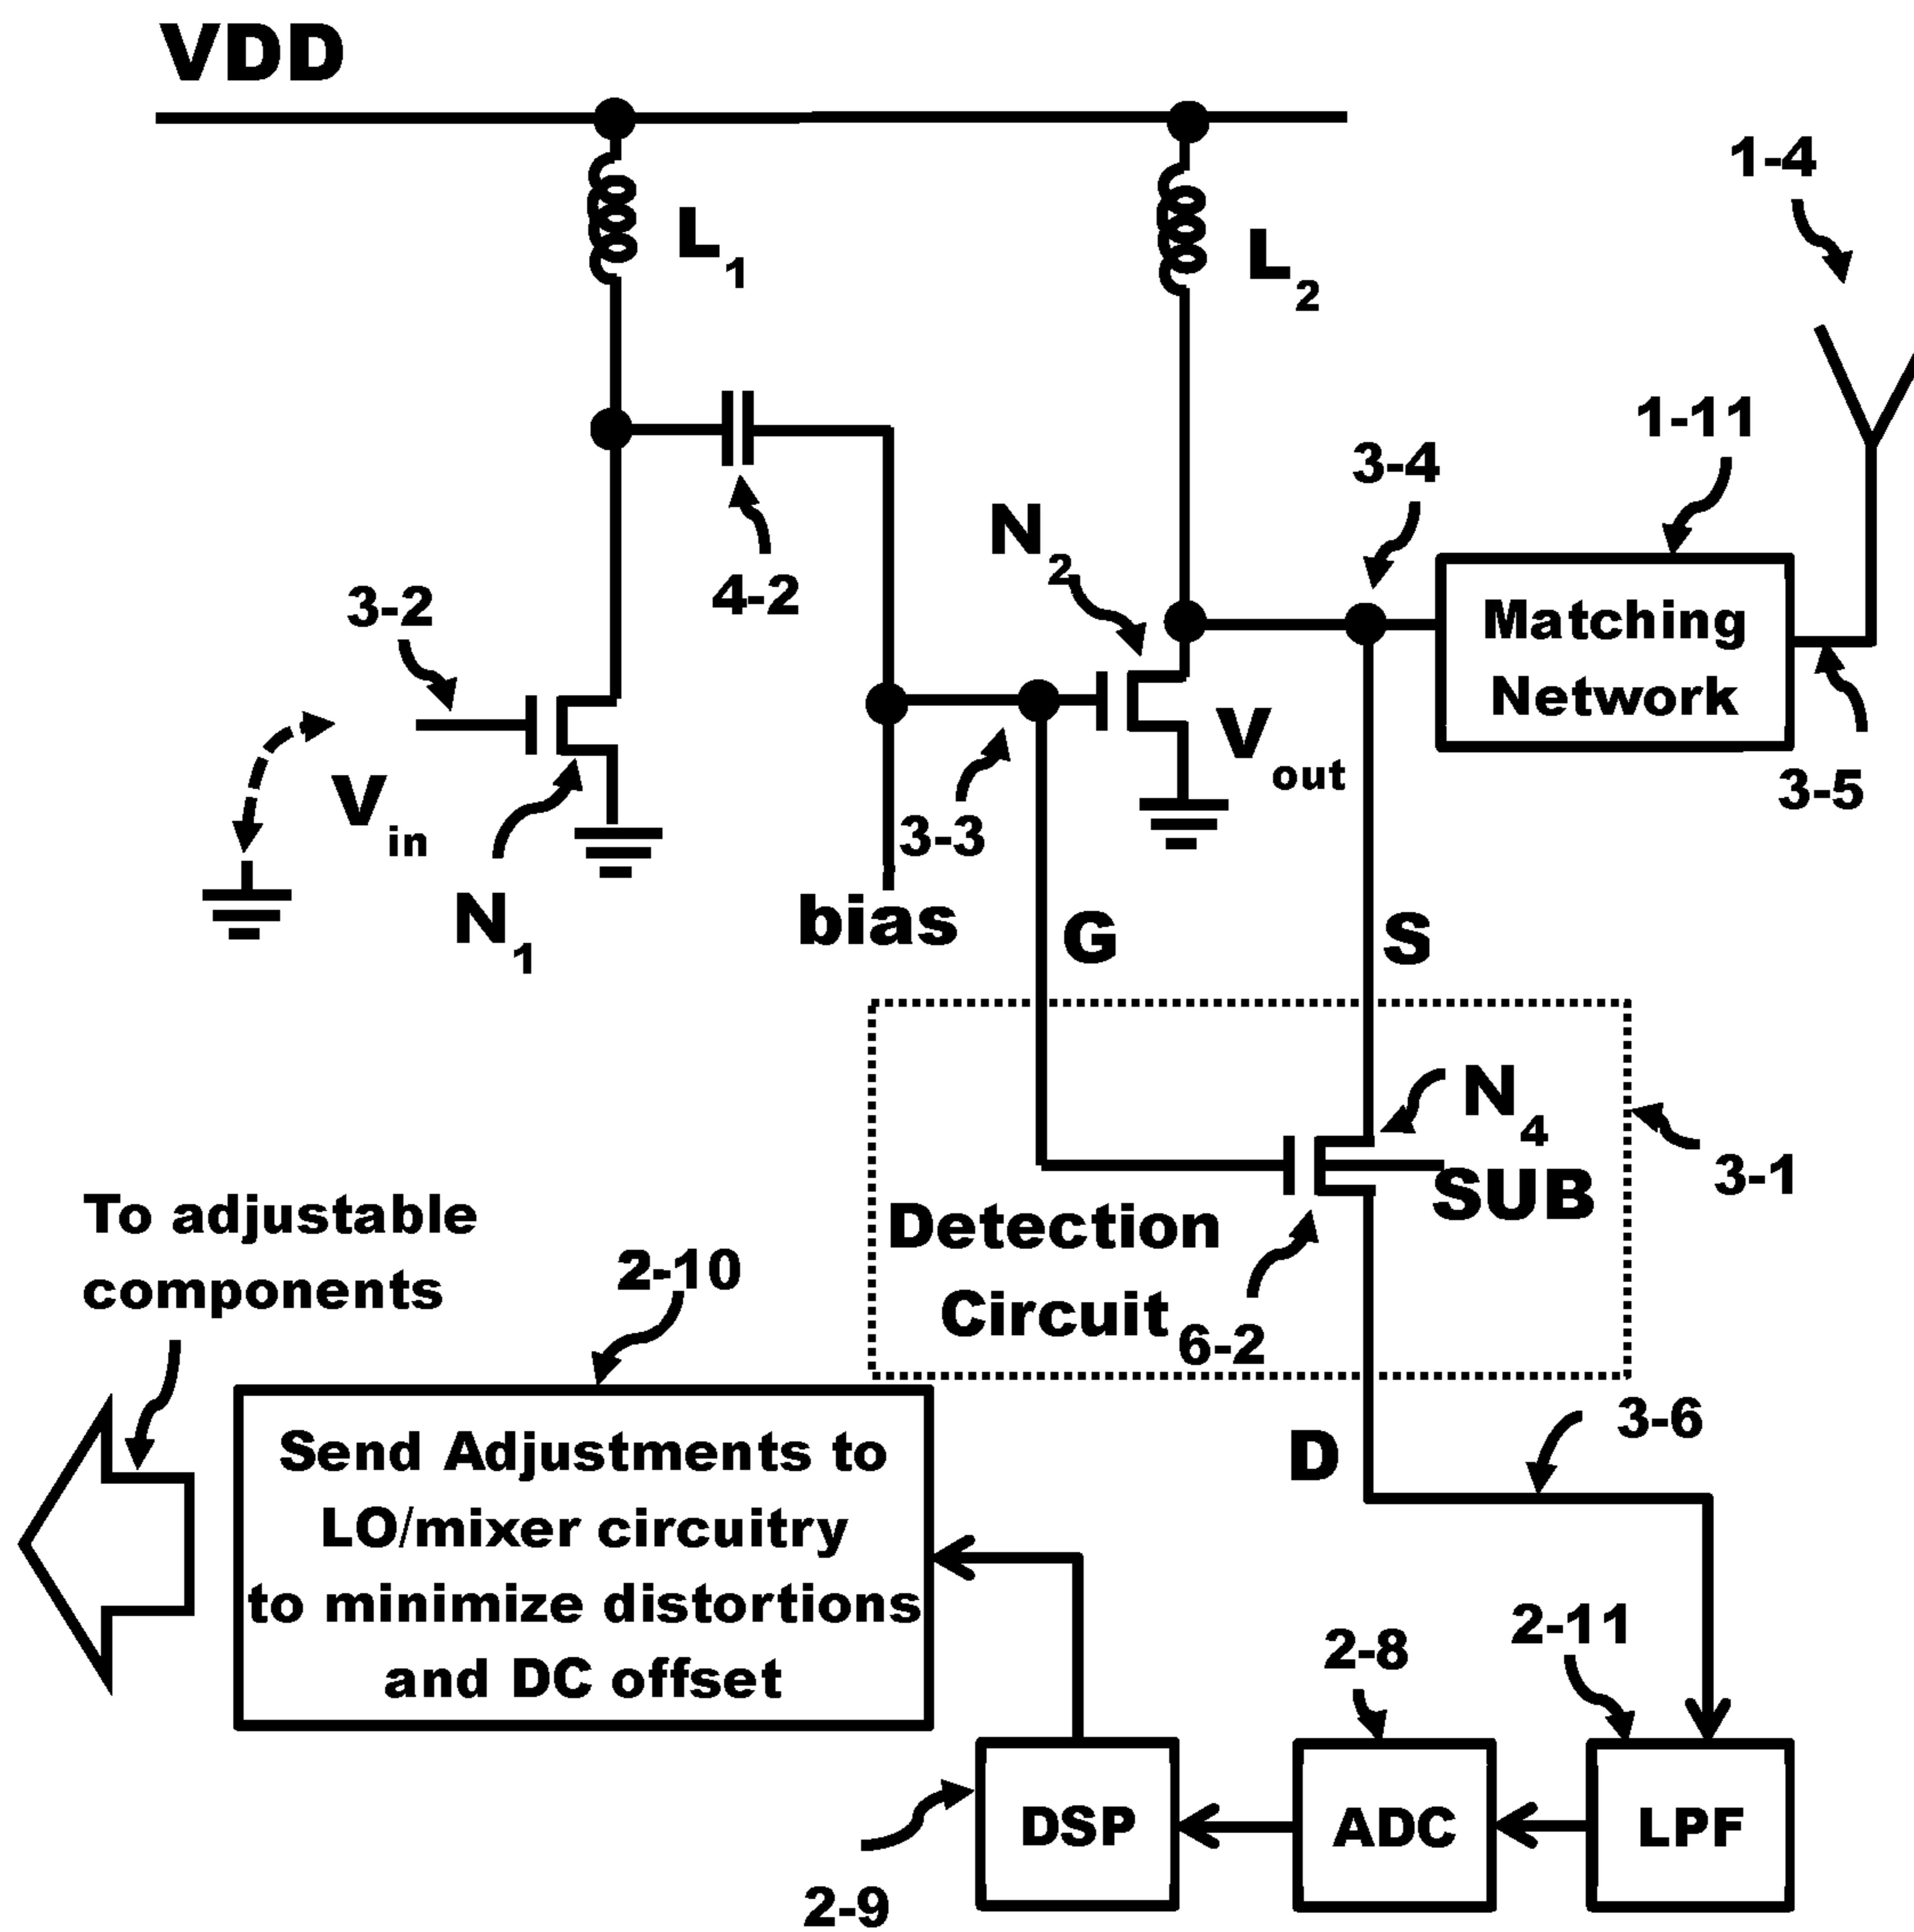 VDD
1-4
L1
L2
1-11
3-4
N2
4-2
3-2
Matching
Network
Vout
Vin
3-5
3-3
N1
bias
G
S
N4
3-1
SUB
Detection
Circuit
6-2
To adjustable
components
2-10
3-6
D
Send Adjustments to
LO/mixer circuitry
to minimize distortions
and DC offset
2-11
2-8
DSP
ADC
LPF
2-9